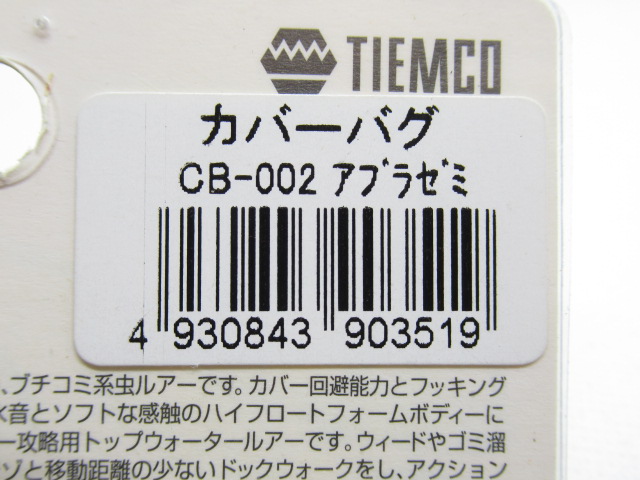 TIEMCO
カバーバグ
CB-002 アブラゼミ
4 930843 903519
、ブチコミ系虫ルアーです。カバー回避能力とフッキング
水音とソフトな感触のハイフロートフォームボディーに
ー攻略用トップウォータールアーです。ウィードやゴミ溜
ゾと移動距離の少ないドックウォークをし、アクション